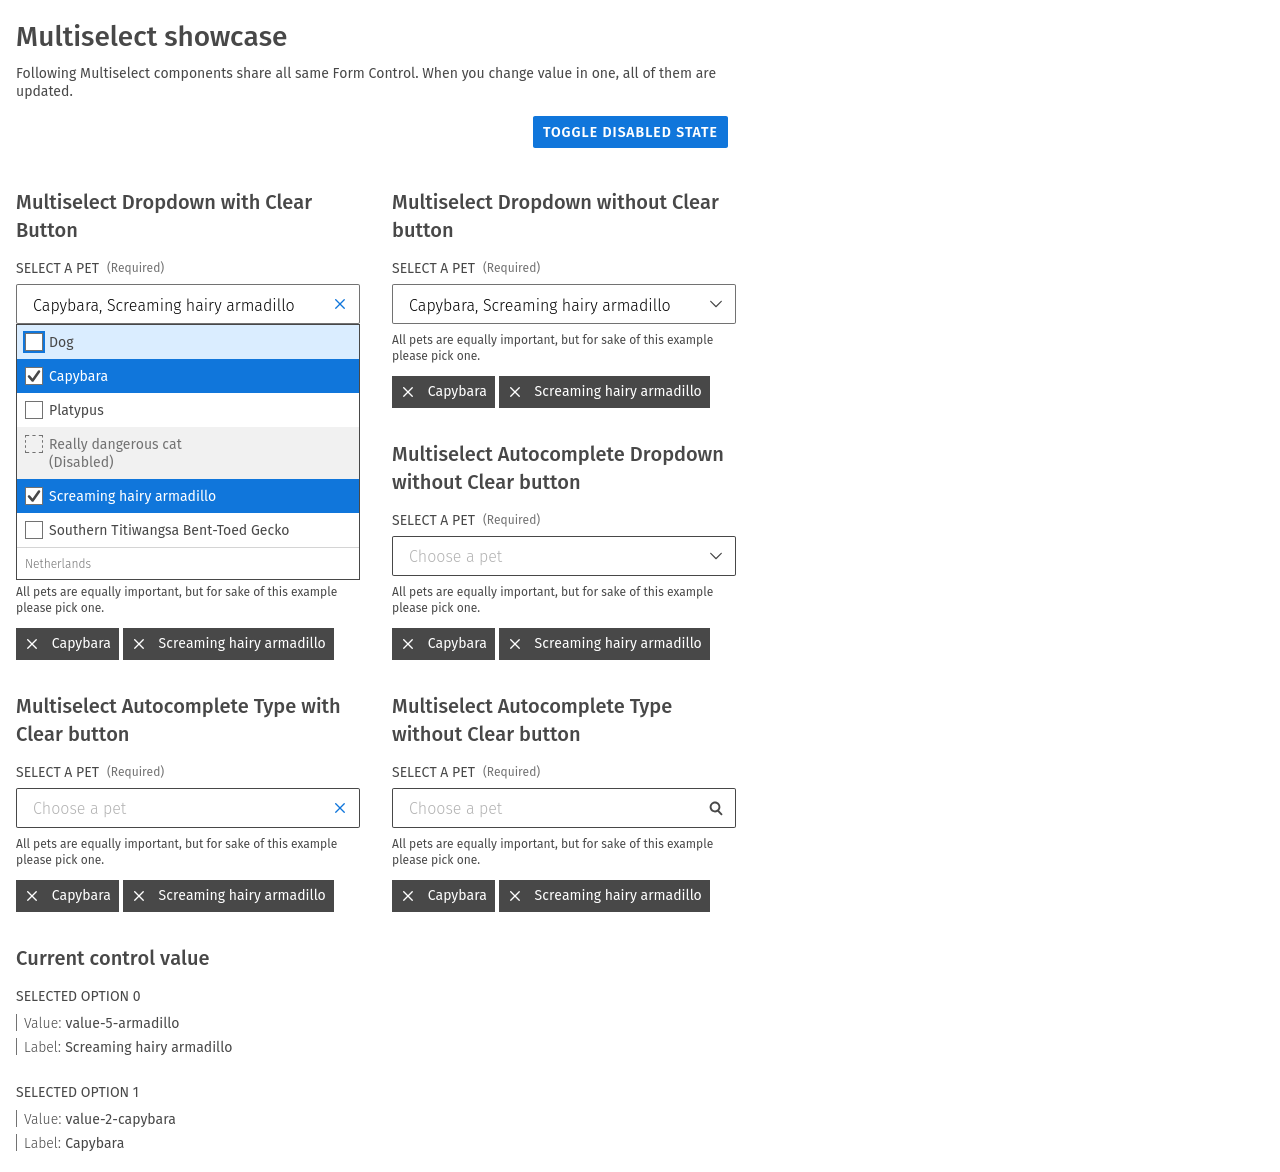 Multiselect showcase
Following Multiselect components share all same Form Control. When you change value in one, all of them are
updated.
TOGGLE DISABLED STATE
Multiselect Dropdown with Clear
Button
SELECT A PET (Required)
Capybara, Screaming hairy armadillo
Dog
Capybara
Platypus
Really dangerous cat
(Disabled)
Screaming hairy armadillo
Southern Titiwangsa Bent-Toed Gecko
Netherlands
All pets are equally important, but for sake of this example
please pick one.
Capybara
Screaming hairy armadillo
Multiselect Dropdown without Clear
button
SELECT A PET (Required)
Capybara, Screaming hairy armadillo
All pets are equally important, but for sake of this example
please pick one.
Capybara
Screaming hairy armadillo
Multiselect Autocomplete Dropdown
without Clear button
SELECT A PET (Required)
Choose a pet
All pets are equally important, but for sake of this example
please pick one.
Capybara
Screaming hairy armadillo
Multiselect Autocomplete Type with
Clear button
SELECT A PET (Required)
Choose a pet
All pets are equally important, but for sake of this example
please pick one.
Capybara
Screaming hairy armadillo
Multiselect Autocomplete Type
without Clear button
SELECT A PET (Required)
Choose a pet
All pets are equally important, but for sake of this example
please pick one.
Capybara
Screaming hairy armadillo
Current control value
SELECTED OPTION 0
Value: value-5-armadillo
Label: Screaming hairy armadillo
SELECTED OPTION 1
Value: value-2-capybara
Label: Capybara